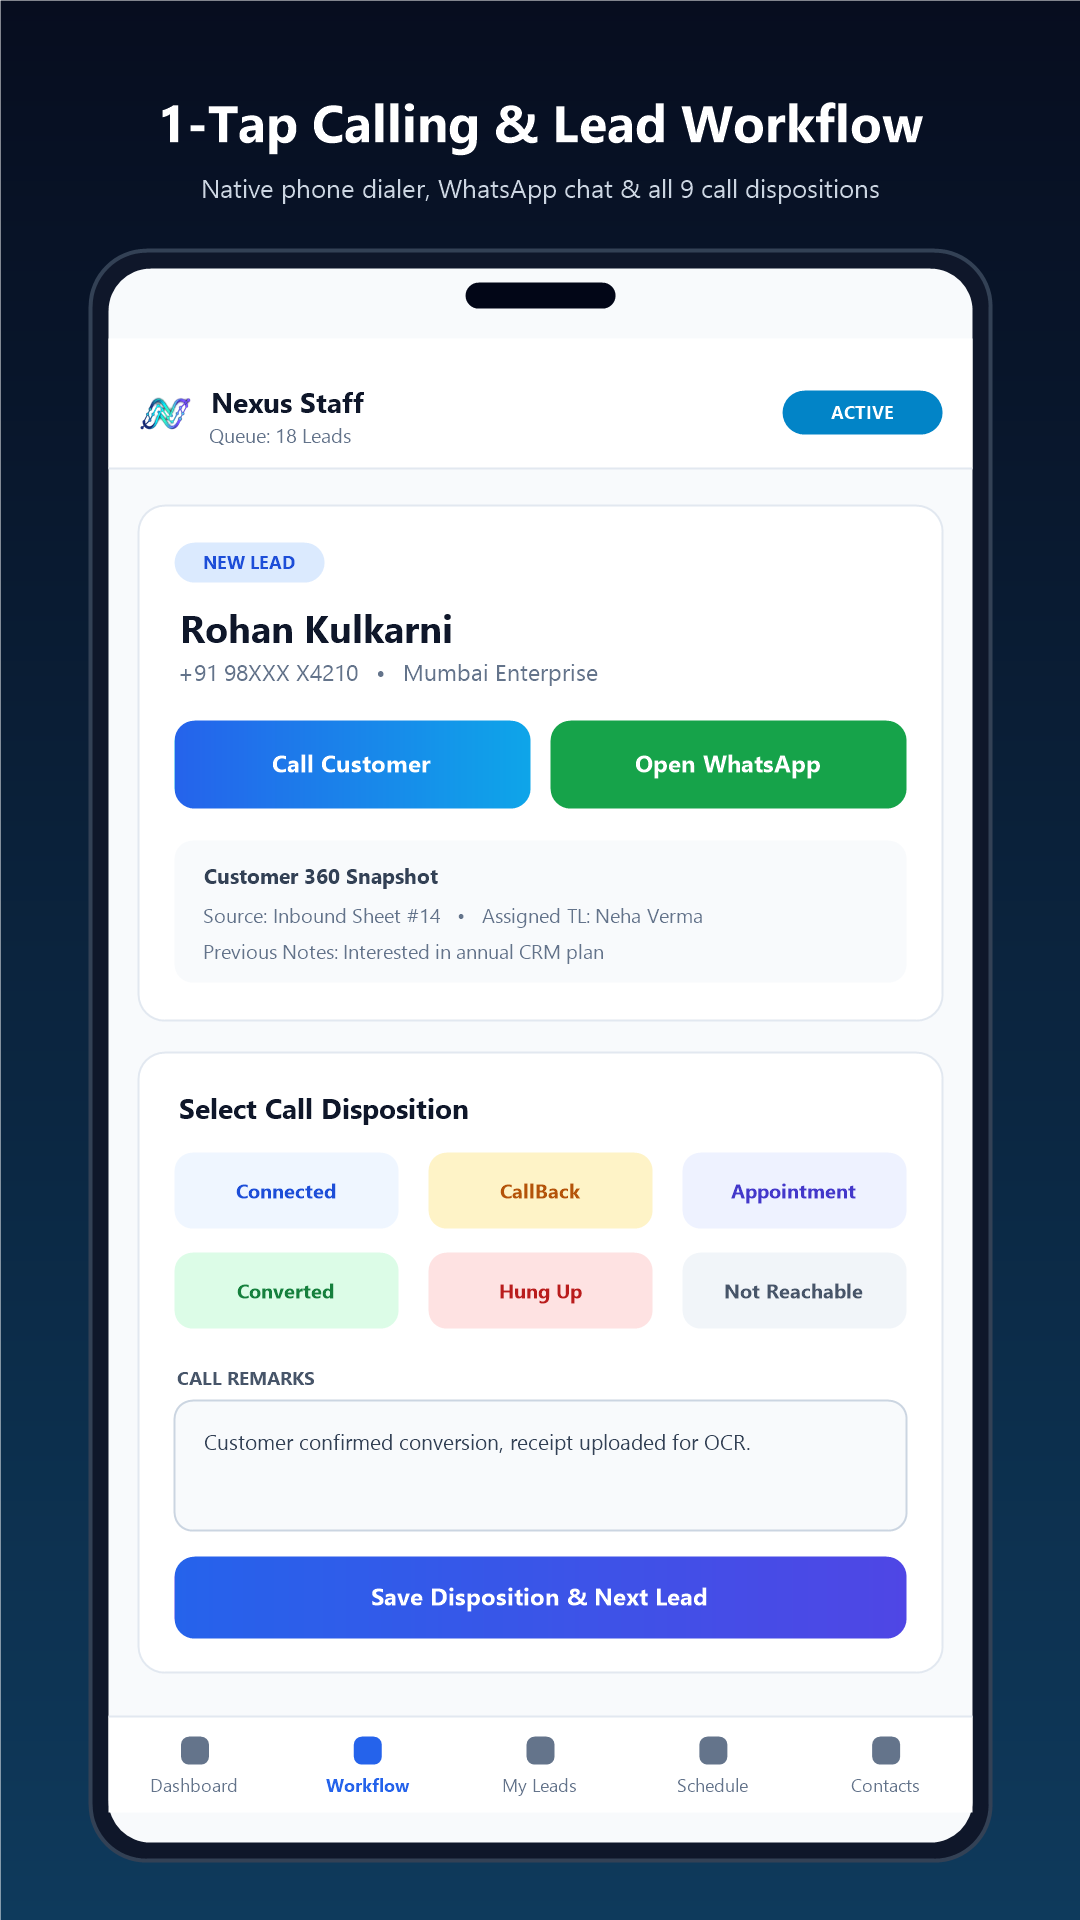 1-Tap Calling & Lead Workflow
Native phone dialer, WhatsApp chat & all 9 call dispositions
Nexus Staff
Queue: 18 Leads
ACTIVE
NEW LEAD
Rohan Kulkarni
+91 98XXX X4210 • Mumbai Enterprise
Call Customer
Open WhatsApp
Customer 360 Snapshot
Source: Inbound Sheet #14 • Assigned TL: Neha Verma
Previous Notes: Interested in annual CRM plan
Select Call Disposition
Connected
CallBack
Appointment
Converted
Hung Up
Not Reachable
CALL REMARKS
Customer confirmed conversion, receipt uploaded for OCR.
Save Disposition & Next Lead
Dashboard
Workflow
My Leads
Schedule
Contacts